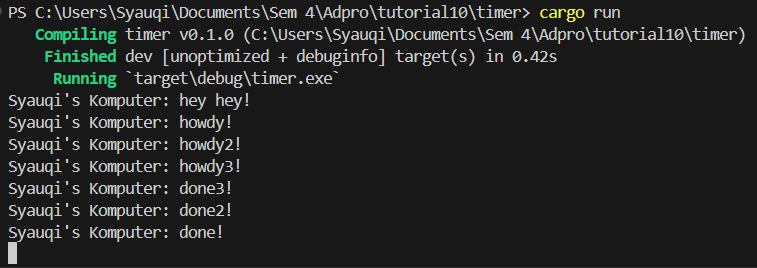 PS C:\Users\Syauqi\Documents\Sem 4\Adpro\tutorial10\timer> cargo run
Compiling timer v0.1.0 (C:\Users\Syauqi\Documents\Sem 4\Adpro\tutorial10\timer)
Finished dev [unoptimized + debuginfo] target(s) in 0.42s
Running `target\debug\timer.exe`
Syauqi's Komputer: hey hey!
Syauqi's Komputer: howdy!
Syauqi's Komputer: howdy2!
Syauqi's Komputer: howdy3!
Syauqi's Komputer: done3!
Syauqi's Komputer: done2!
Syauqi's Komputer: done!